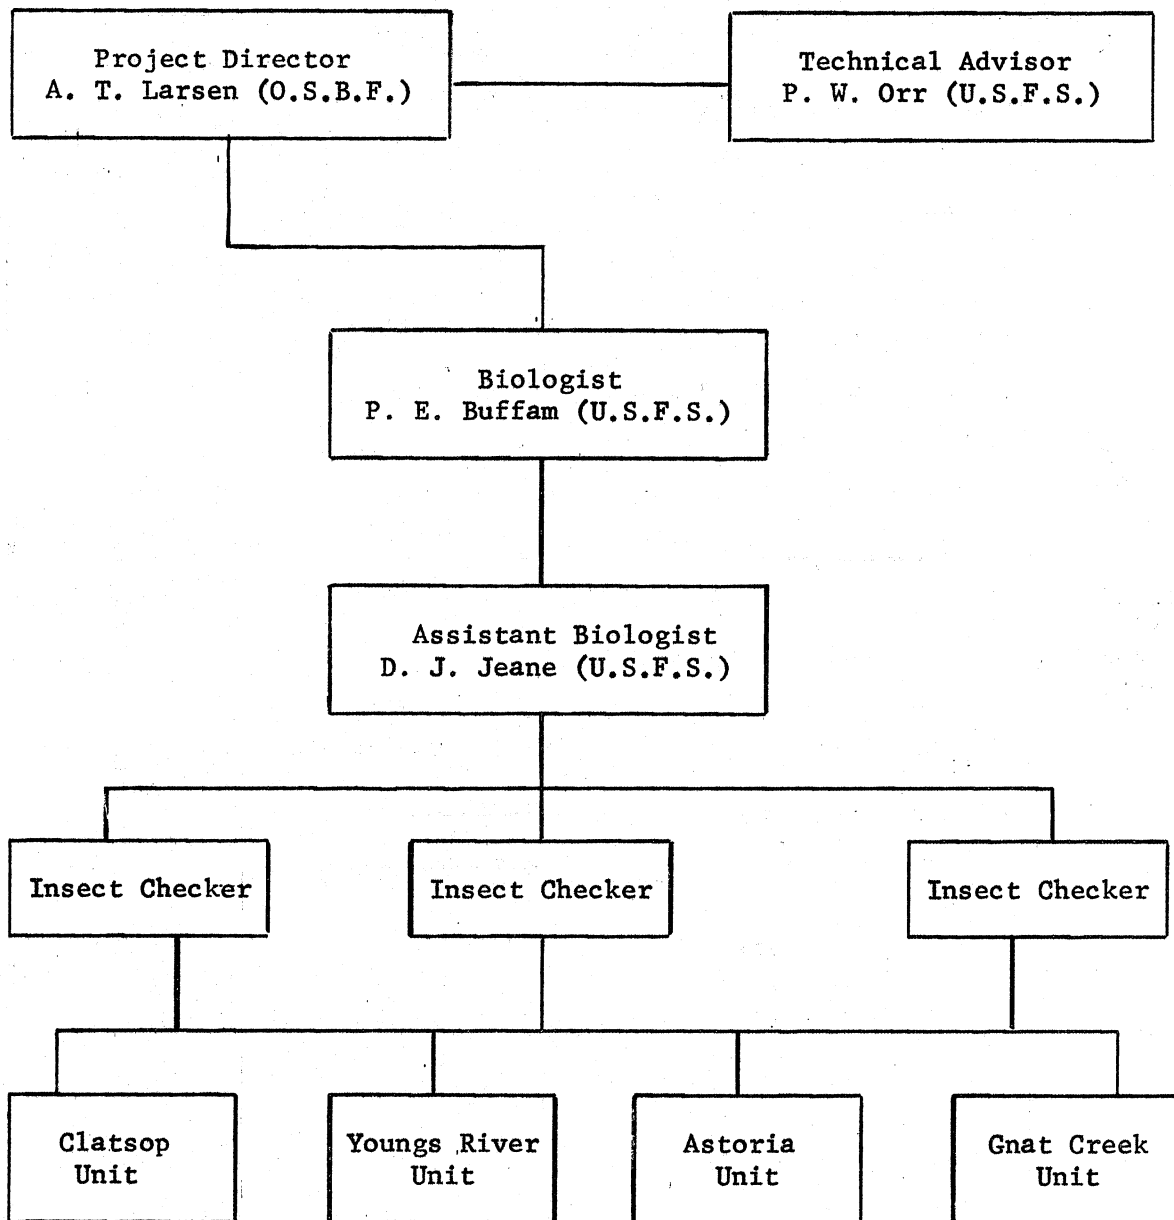 Project Director
A. T. Larsen (O.S.B.F.)
Technical Advisor
P. W. Orr (U.S.F.S.)
Biologist
P. E. Buffam (U.S.F.S.)
Assistant Biologist
D. J. Jeane (U.S.F.S.)
Insect Checker
Insect Checker
Insect Checker
Clatsop
Unit
Youngs River
Unit
Astoria
Unit
Gnat Creek
Unit